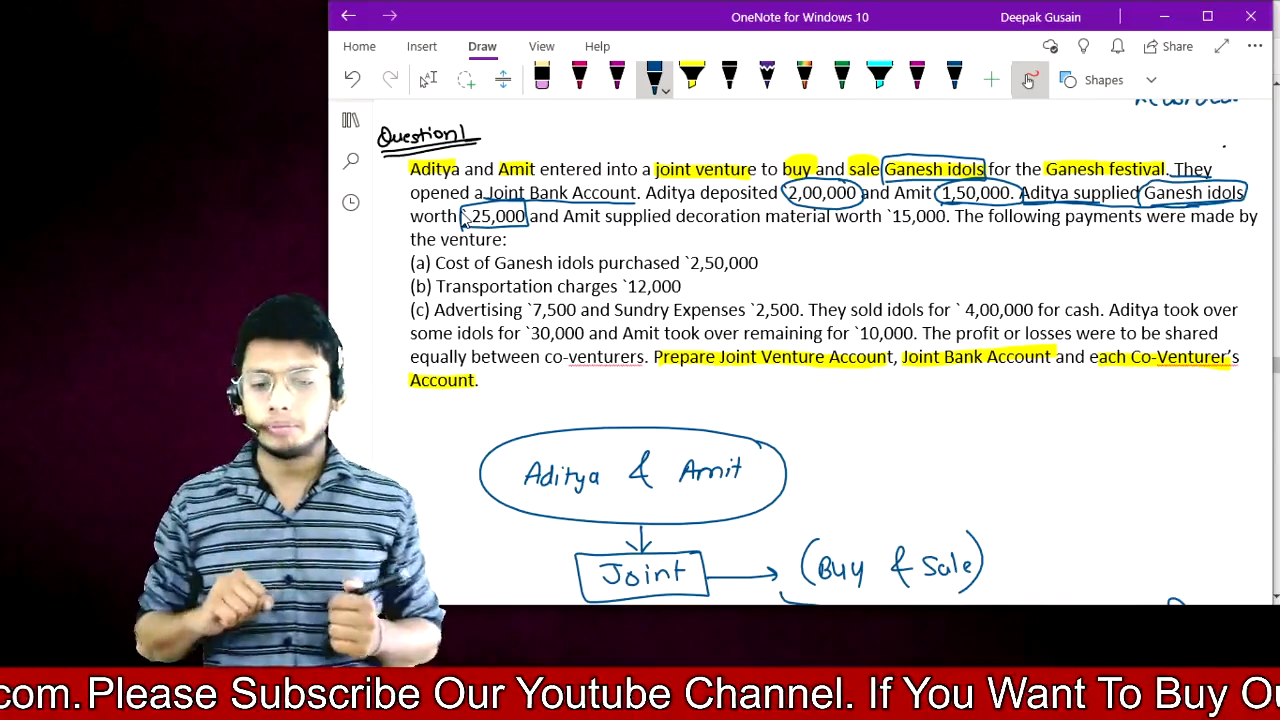 OneNote for Windows 10
Deepak Gusain
Home Insert Draw View Help
Share
Shapes
Question 1
Aditya and Amit entered into a joint venture to buy and sale Ganesh idols for the Ganesh festival. They
opened a Joint Bank Account. Aditya deposited `2,00,000 and Amit `1,50,000. Aditya supplied Ganesh idols
worth `25,000 and Amit supplied decoration material worth `15,000. The following payments were made by
the venture:
(a) Cost of Ganesh idols purchased `2,50,000
(b) Transportation charges `12,000
(c) Advertising `7,500 and Sundry Expenses `2,500. They sold idols for ` 4,00,000 for cash. Aditya took over
some idols for `30,000 and Amit took over remaining for `10,000. The profit or losses were to be shared
equally between co-venturers. Prepare Joint Venture Account, Joint Bank Account and each Co-Venturer's
Account.
Aditya & Amit
Joint
(Buy & Sale)
com. Please Subscribe Our Youtube Channel. If You Want To Buy Ou